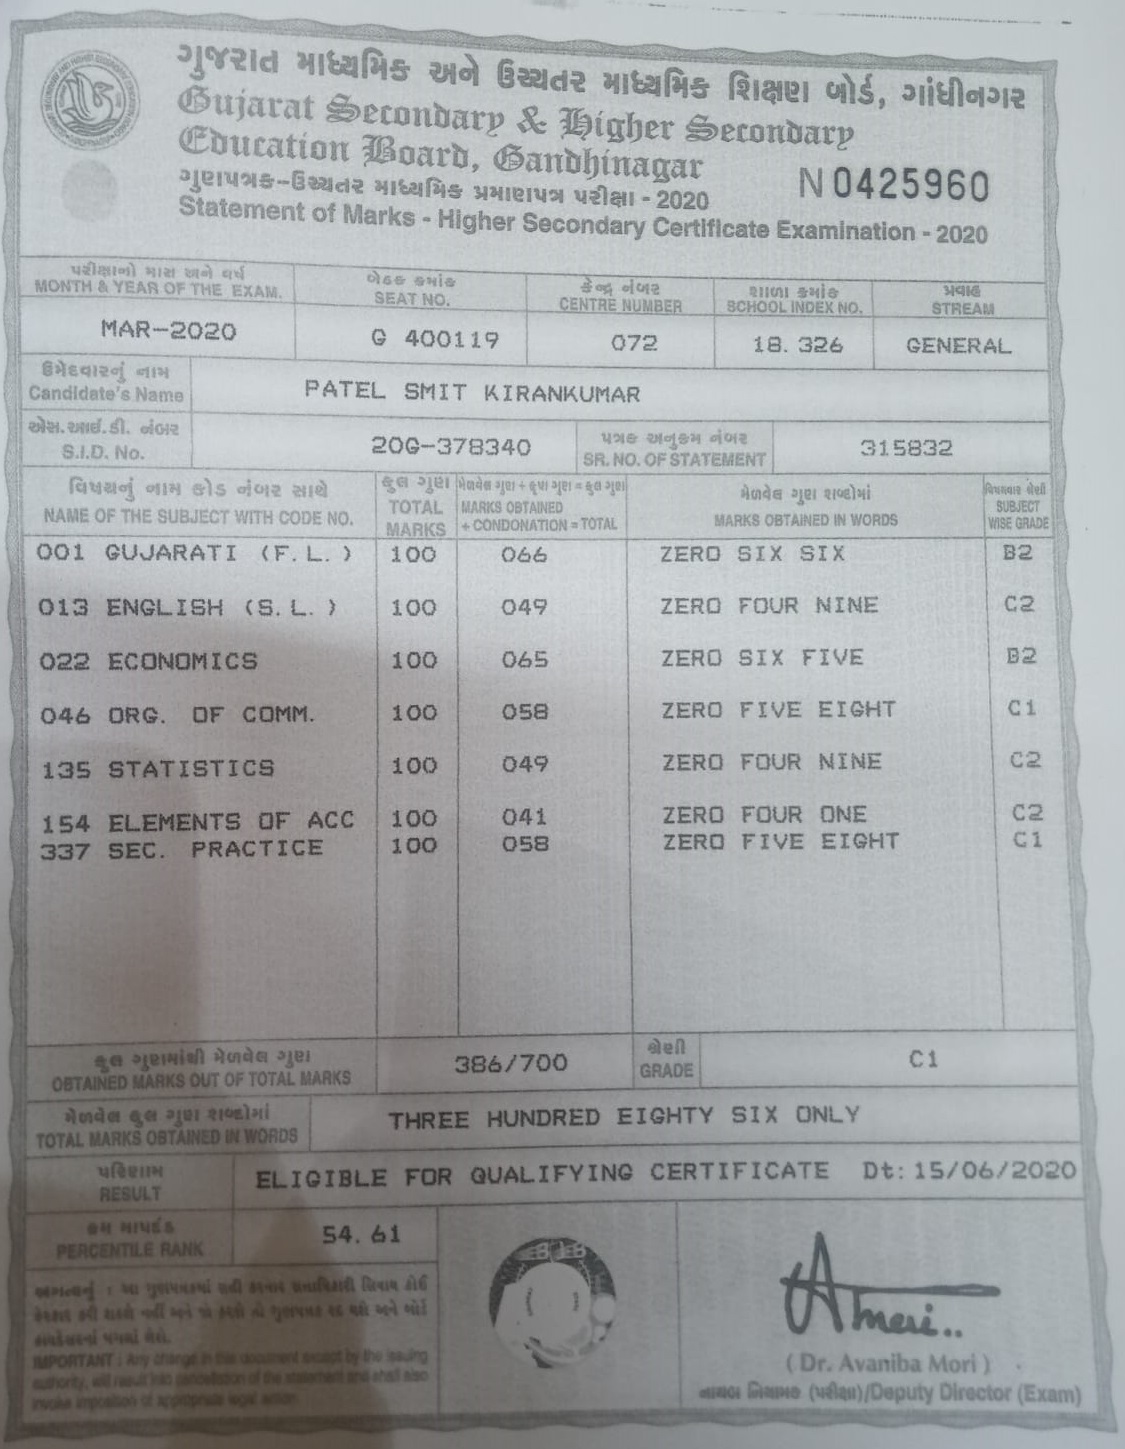 ગુજરાત માધ્યમિક અને ઉચ્ચતર માધ્યમિક શિક્ષણ બોર્ડ, ગાંધીનગર
Gujarat Secondary & Higher Secondary
Education Board, Gandhinagar
ગુણપત્રક-ઉચ્ચતર માધ્યમિક પ્રમાણપત્ર પરીક્ષા - 2020
N 0425960
Statement of Marks - Higher Secondary Certificate Examination - 2020
પરીક્ષાનો માસ અને વર્ષ બેઠક ક્રમાંક કેન્દ્ર નંબર શાળા ક્રમાંક પ્રવાહ
MONTH & YEAR OF THE EXAM. SEAT NO. CENTRE NUMBER SCHOOL INDEX NO. STREAM
MAR-2020 G 400119 072 18. 326 GENERAL
ઉમેદવારનું નામ
Candidate's Name PATEL SMIT KIRANKUMAR
એસ.આઈ.ડી. નંબર પત્રક અનુક્રમ નંબર
S.I.D. No. 20G-378340 SR. NO. OF STATEMENT 315832
વિષયનું નામ કોડ નંબર સાથે કુલ ગુણ મેળવેલ ગુણ + કૃપા ગુણ = કુલ ગુણ મેળવેલ ગુણ શબ્દોમાં વિષયવાર શ્રેણી
NAME OF THE SUBJECT WITH CODE NO. TOTAL MARKS MARKS OBTAINED + CONDONATION = TOTAL MARKS OBTAINED IN WORDS SUBJECT WISE GRADE
001 GUJARATI (F. L. ) 100 066 ZERO SIX SIX B2
013 ENGLISH (S. L. ) 100 049 ZERO FOUR NINE C2
022 ECONOMICS 100 065 ZERO SIX FIVE B2
046 ORG. OF COMM. 100 058 ZERO FIVE EIGHT C1
135 STATISTICS 100 049 ZERO FOUR NINE C2
154 ELEMENTS OF ACC 100 041 ZERO FOUR ONE C2
337 SEC. PRACTICE 100 058 ZERO FIVE EIGHT C1
કુલ ગુણમાંથી મેળવેલ ગુણ શ્રેણી
OBTAINED MARKS OUT OF TOTAL MARKS 386/700 GRADE C1
મેળવેલ કુલ ગુણ શબ્દોમાં
TOTAL MARKS OBTAINED IN WORDS THREE HUNDRED EIGHTY SIX ONLY
પરિણામ
RESULT ELIGIBLE FOR QUALIFYING CERTIFICATE Dt: 15/06/2020
PERCENTILE RANK 54. 61
IMPORTANT : Any change in this document except by the issuing
authority, will result into cancellation of the statement and shall also
invoke imposition of appropriate legal action.
( Dr. Avaniba Mori )
નાયબ નિયામક (પરીક્ષા)/Deputy Director (Exam)